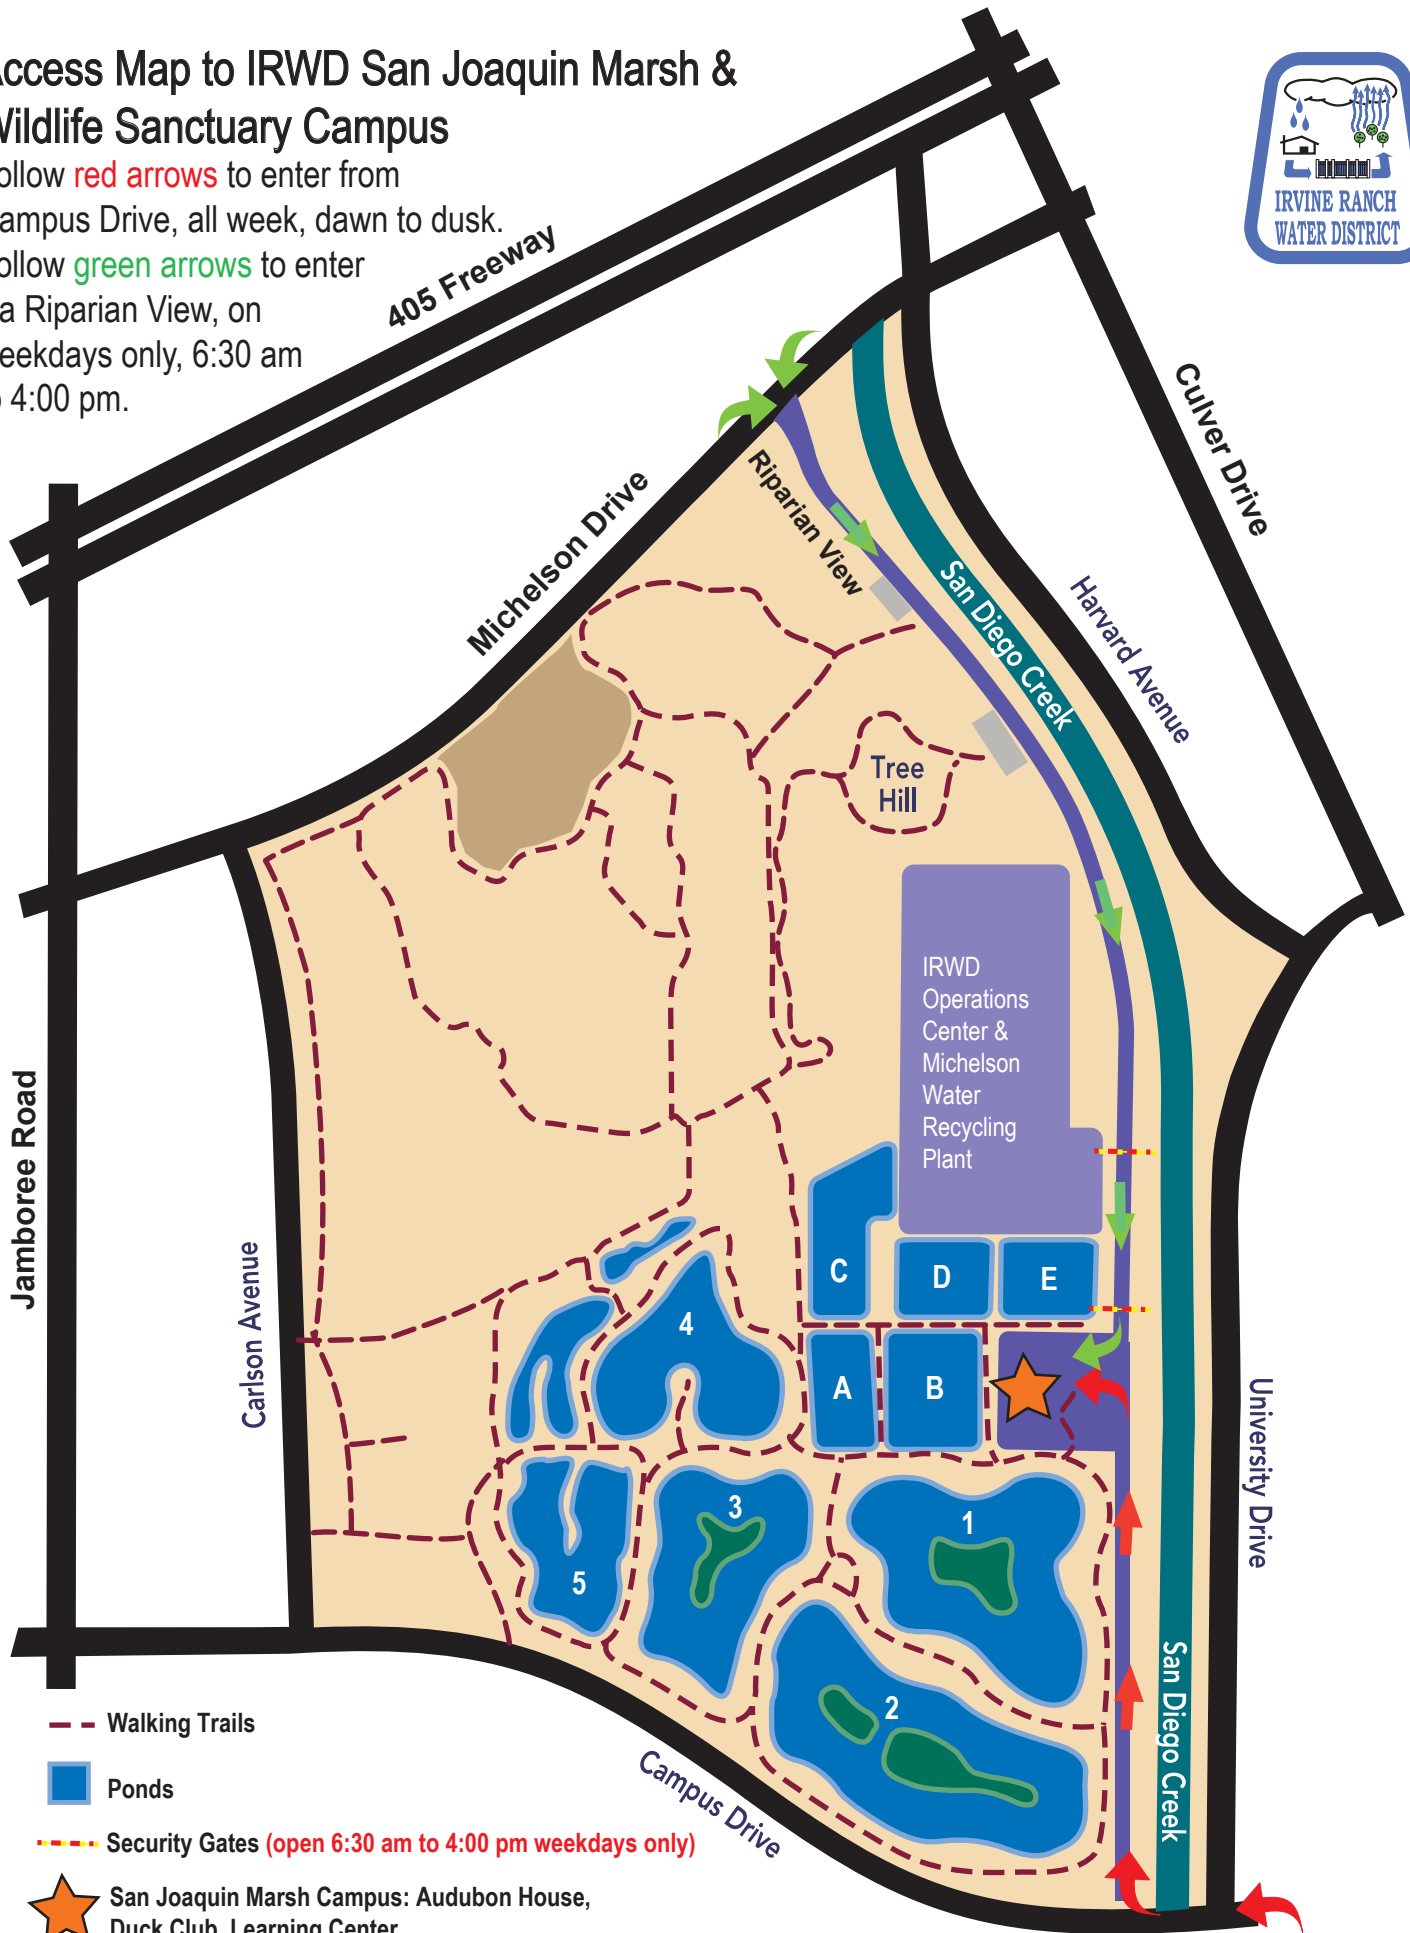 ccess Map to IRWD San Joaquin Marsh &
Wildlife Sanctuary Campus
ollow red arrows to enter from
ampus Drive, all week, dawn to dusk.
ollow green arrows to enter
a Riparian View, on
eekdays only, 6:30 am
4:00 pm.
IRVINE RANCH
WATER DISTRICT
405 Freeway
Culver Drive
Michelson Drive
Riparian View
San Diego Creek
Harvard Avenue
Tree
Hill
IRWD
Operations
Center &
Michelson
Water
Recycling
Plant
Jamboree Road
Carlson Avenue
C
D
E
4
A
B
University Drive
3
1
5
2
San Diego Creek
Campus Drive
Walking Trails
Ponds
Security Gates (open 6:30 am to 4:00 pm weekdays only)
San Joaquin Marsh Campus: Audubon House,
Duck Club, Learning Center